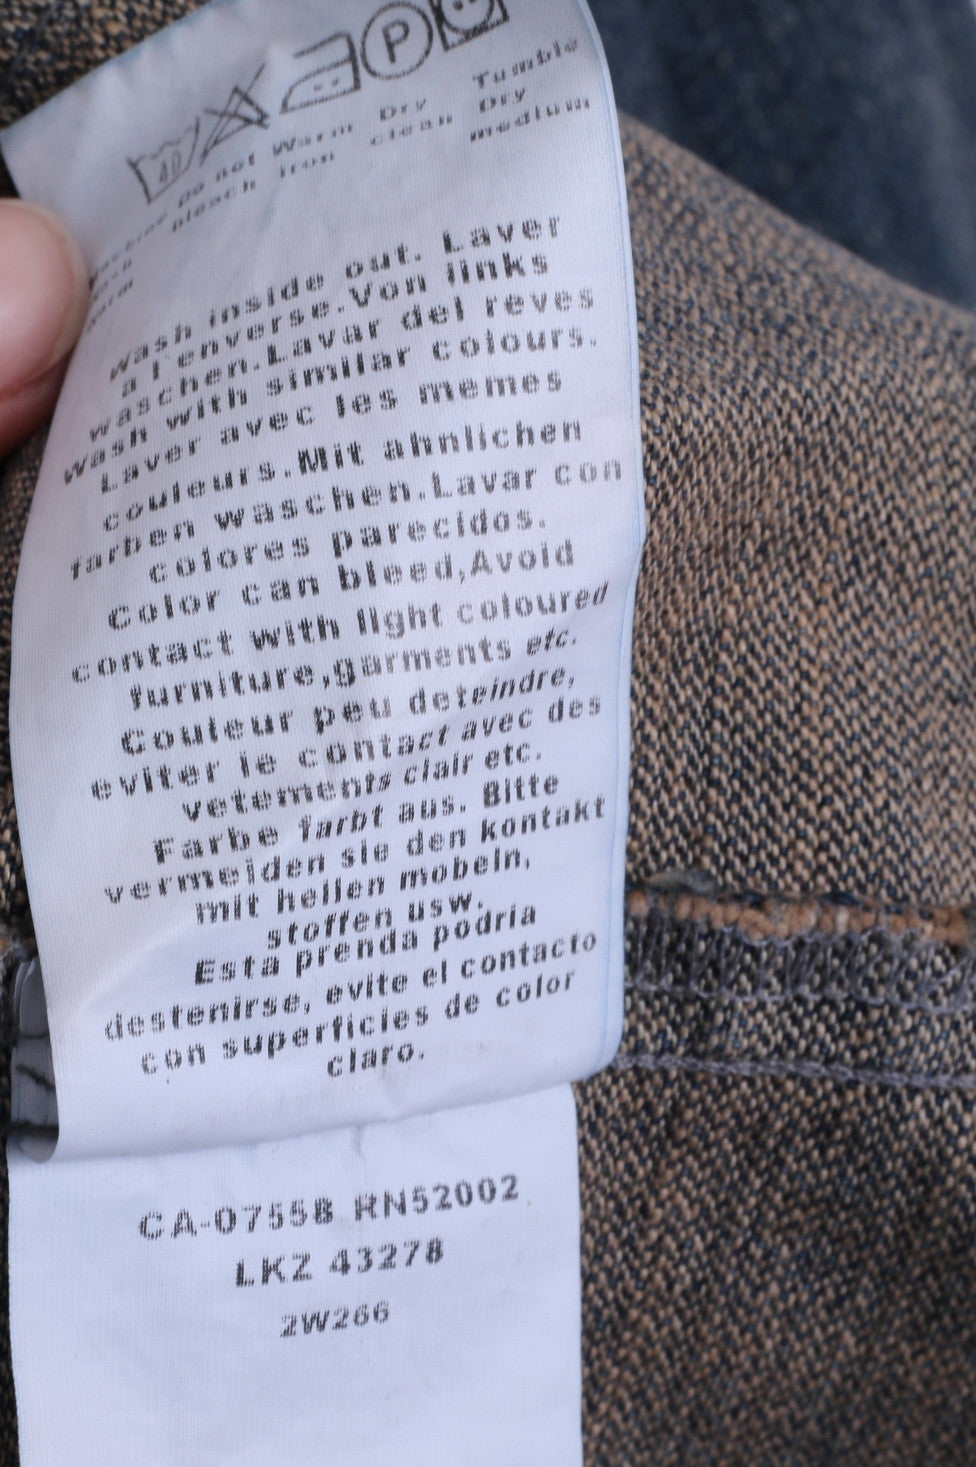 40 P
Do not Warm Dry Tumble
bleach iron clean Dry
medium
warm
wash inside out. Laver
a l'enverse.Von links
waschen.Lavar del reves
wash with similar colours.
Laver avec les memes
couleurs.Mit ahnlichen
farben waschen.Lavar con
colores parecidos.
Color can bleed,Avoid
contact with light coloured
furniture,garments etc.
Couleur peu deteindre,
eviter le contact avec des
vetements clair etc.
Farbe farbt aus. Bitte
vermeiden sie den kontakt
mit hellen mobeln,
stoffen usw.
Esta prenda podria
destenirse, evite el contacto
con superficies de color
claro.
CA-07558 RN52002
LKZ 43278
2W266